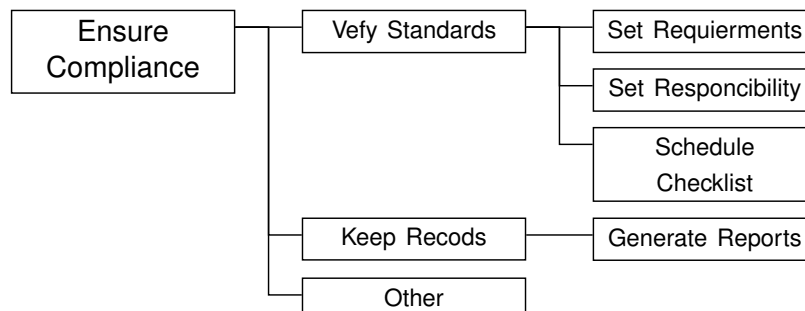 Ensure
Compliance
Vefy Standards
Set Requierments
Set Responcibility
Schedule
Checklist
Keep Recods
Generate Reports
Other